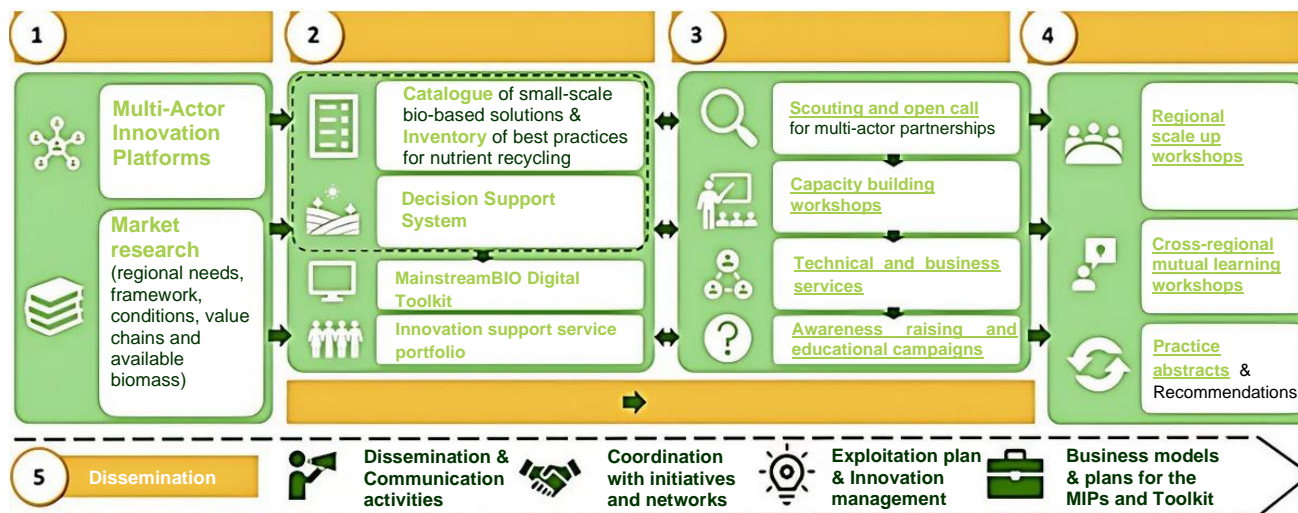 1
Multi-Actor
Innovation
Platforms
Market
research
(regional needs,
framework,
conditions, value
chains and
available
biomass)
2
Catalogue of small-scale
bio-based solutions &
Inventory of best practices
for nutrient recycling
Decision Support
System
MainstreamBIO Digital
Toolkit
Innovation support service
portfolio
3
Scouting and open call
for multi-actor partnerships
Capacity building
workshops
Technical and business
services
Awareness raising and
educational campaigns
?
4
Regional
scale up
workshops
Cross-regional
mutual learning
workshops
Practice
abstracts &
Recommendations
5
Dissemination
Dissemination &
Communication
activities
Coordination
with initiatives
and networks
Exploitation plan
& Innovation
management
Business models
& plans for the
MIPs and Toolkit